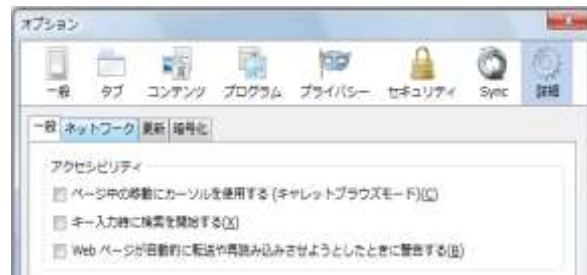 オプション
一般 タブ コンテンツ プログラム プライバシー セキュリティ Sync 詳細
一般 ネットワーク 更新 暗号化
アクセシビリティ
ページ中の移動にカーソルを使用する (キャレットブラウズモード)(C)
キー入力時に検索を開始する(X)
Web ページが自動的に転送や再読み込みさせようとしたときに警告する(B)